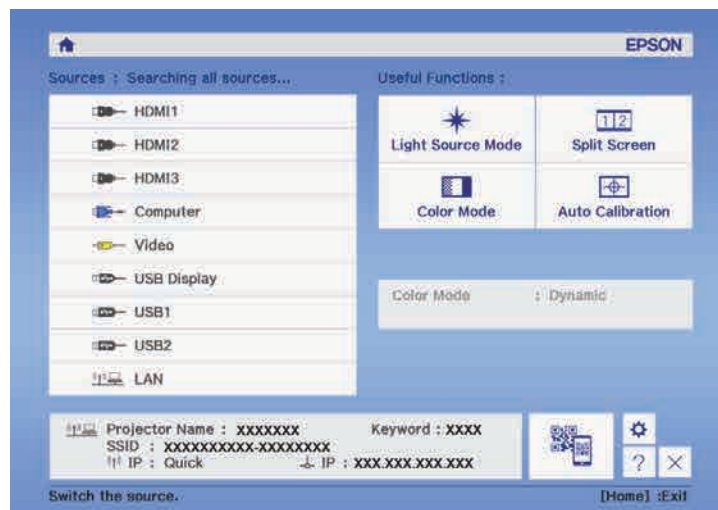 EPSON
Sources : Searching all sources...
HDMI1
HDMI2
HDMI3
Computer
Video
USB Display
USB1
USB2
LAN
Useful Functions :
Light Source Mode
1 2
Split Screen
Color Mode
Auto Calibration
Color Mode : Dynamic
Projector Name : XXXXXXX Keyword : XXXX
SSID : XXXXXXXXXX-XXXXXXXX
IP : Quick IP : XXX.XXX.XXX.XXX
?
Switch the source. [Home] :Exit